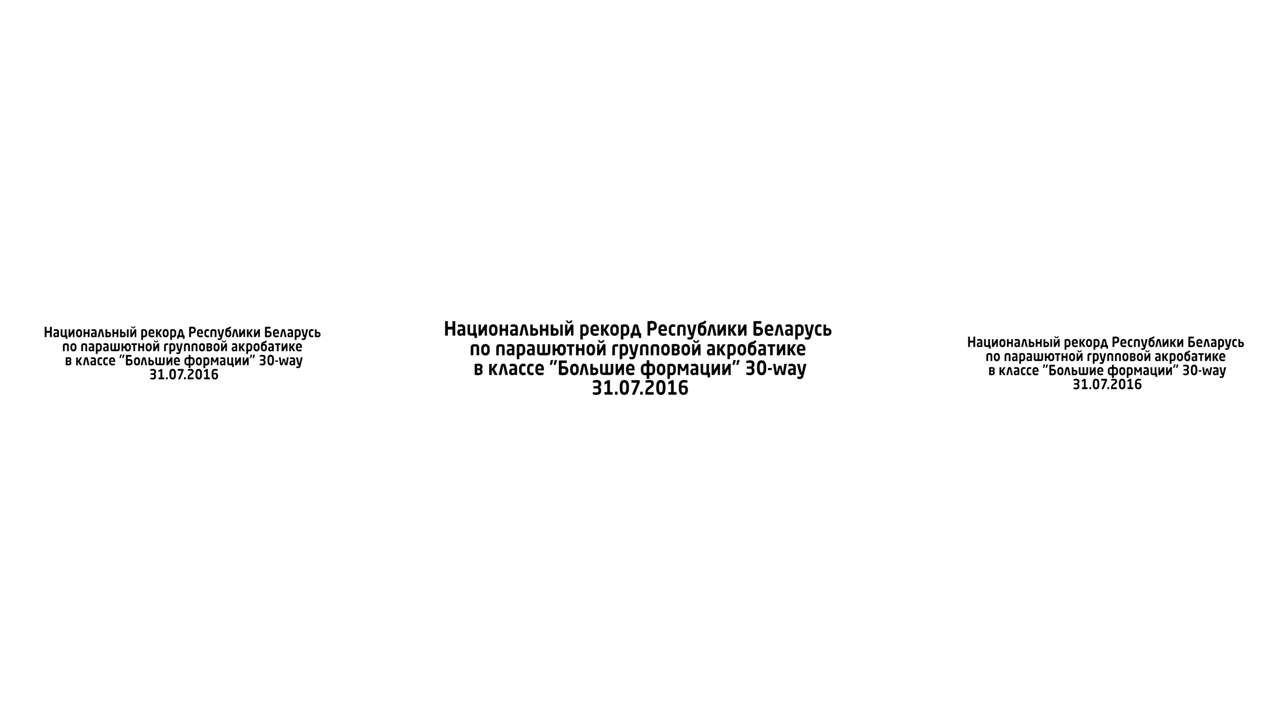 Национальный рекорд Республики Беларусь
по парашютной групповой акробатике
в классе "Большие формации" 30-way
31.07.2016
Национальный рекорд Республики Беларусь
по парашютной групповой акробатике
в классе "Большие формации" 30-way
31.07.2016
Национальный рекорд Республики Беларусь
по парашютной групповой акробатике
в классе "Большие формации" 30-way
31.07.2016